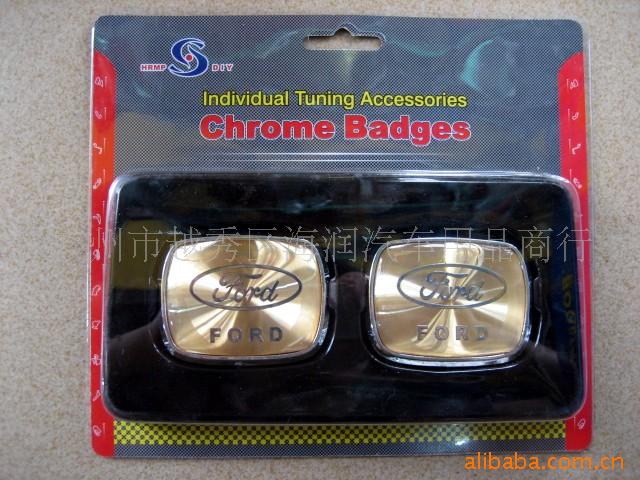 HRMP S DIY
Individual Tuning Accessories
Chrome Badges
州市越秀区海润汽车用品商行
Ford Ford
FORD FORD
alibaba.com.cn